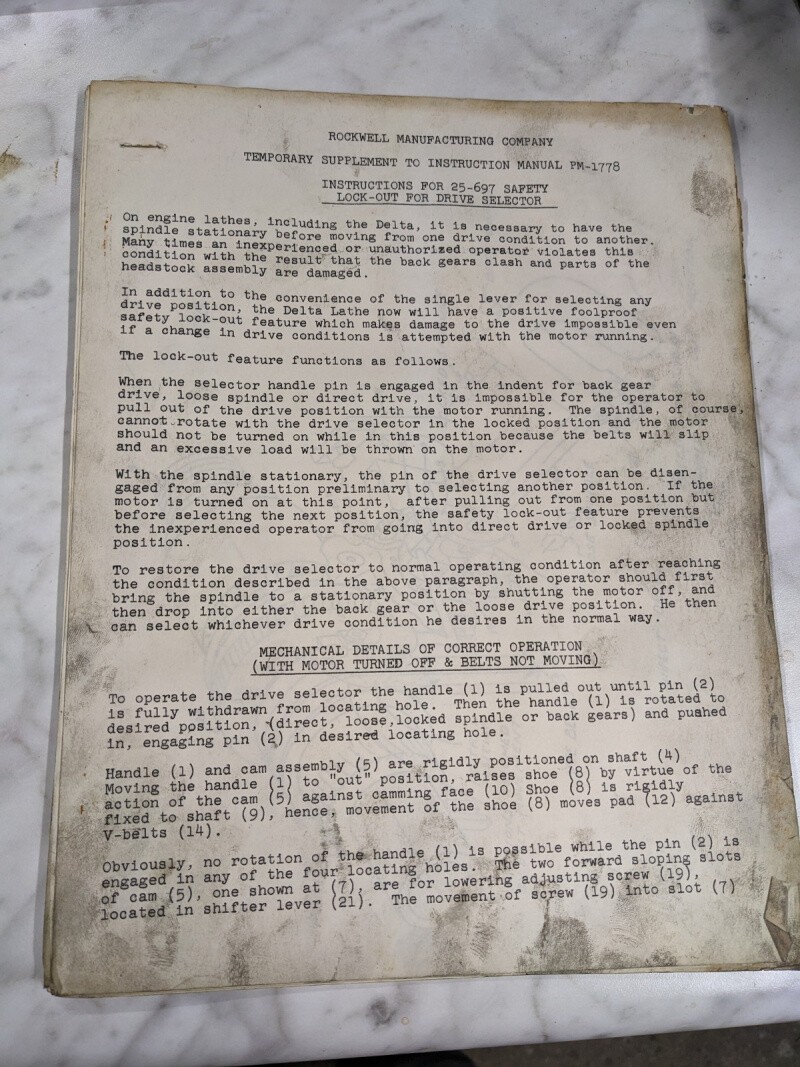 ROCKWELL MANUFACTURING COMPANY
TEMPORARY SUPPLEMENT TO INSTRUCTION MANUAL PM-1778
INSTRUCTIONS FOR 25-697 SAFETY
LOCK-OUT FOR DRIVE SELECTOR
On engine lathes, including the Delta, it is necessary to have the
spindle stationary before moving from one drive condition to another.
Many times an inexperienced or unauthorized operator violates this
condition with the result that the back gears clash and parts of the
headstock assembly are damaged.
In addition to the convenience of the single lever for selecting any
drive position, the Delta Lathe now will have a positive foolproof
safety lock-out feature which makes damage to the drive impossible even
if a change in drive conditions is attempted with the motor running.
The lock-out feature functions as follows.
When the selector handle pin is engaged in the indent for back gear
drive, loose spindle or direct drive, it is impossible for the operator to
pull out of the drive position with the motor running. The spindle, of course,
cannot rotate with the drive selector in the locked position and the motor
should not be turned on while in this position because the belts will slip
and an excessive load will be thrown on the motor.
With the spindle stationary, the pin of the drive selector can be disen-
gaged from any position preliminary to selecting another position. If the
motor is turned on at this point, after pulling out from one position but
before selecting the next position, the safety lock-out feature prevents
the inexperienced operator from going into direct drive or locked spindle
position.
To restore the drive selector to normal operating condition after reaching
the condition described in the above paragraph, the operator should first
bring the spindle to a stationary position by shutting the motor off, and
then drop into either the back gear or the loose drive position. He then
can select whichever drive condition he desires in the normal way.
MECHANICAL DETAILS OF CORRECT OPERATION
(WITH MOTOR TURNED OFF & BELTS NOT MOVING)
To operate the drive selector the handle (1) is pulled out until pin (2)
is fully withdrawn from locating hole. Then the handle (1) is rotated to
desired position, (direct, loose,locked spindle or back gears) and pushed
in, engaging pin (2) in desired locating hole.
Handle (1) and cam assembly (5) are rigidly positioned on shaft (4)
Moving the handle (1) to "out" position, raises shoe (8) by virtue of the
action of the cam (5) against camming face (10) Shoe (8) is rigidly
fixed to shaft (9), hence, movement of the shoe (8) moves pad (12) against
V-belts (14).
Obviously, no rotation of the handle (1) is possible while the pin (2) is
engaged in any of the four locating holes. The two forward sloping slots
of cam (5), one shown at (7), are for lowering adjusting screw (19),
located in shifter lever (21). The movement of screw (19) into slot (7)